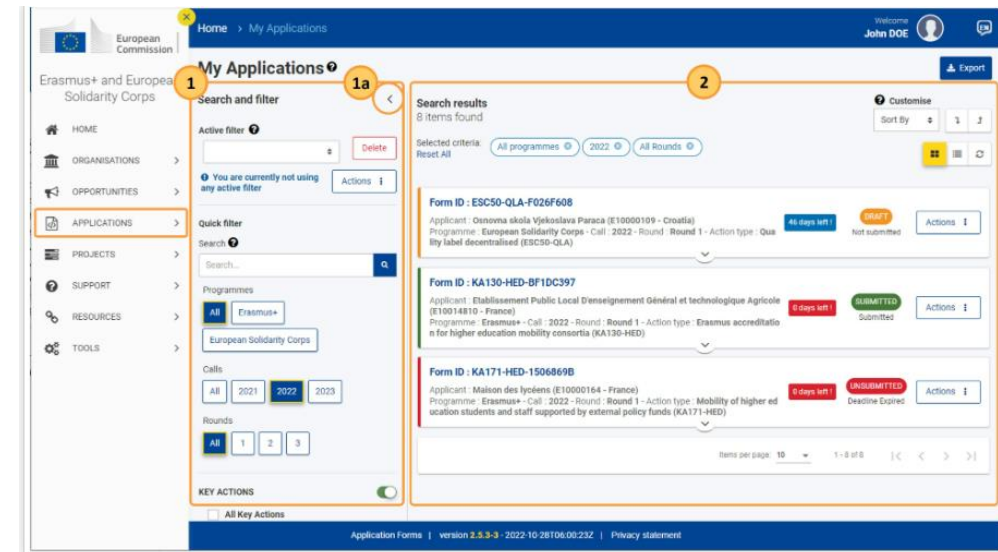 European
Commission
Erasmus+ and Europea
Solidarity Corps
HOME
ORGANISATIONS
OPPORTUNITIES
APPLICATIONS
PROJECTS
SUPPORT
RESOURCES
TOOLS
Home > My Applications
Welcome
John DOE
EN
My Applications
Export
1
1a
2
Search and filter
Active filter
Delete
You are currently not using
any active filter
Actions
Quick filter
Search
Search...
Programmes
All Erasmus+
European Solidarity Corps
Calls
All 2021 2022 2023
Rounds
All 1 2 3
KEY ACTIONS
All Key Actions
Search results
8 items found
Customise
Sort By
Selected criteria:
Reset All
All programmes 2022 All Rounds
Form ID : ESC50-QLA-F026F608
Applicant : Osnovna skola Vjekoslava Paraca (E10000109 - Croatia)
Programme : European Solidarity Corps - Call : 2022 - Round : Round 1 - Action type : Qua
lity label decentralised (ESC50-QLA)
46 days left !
DRAFT
Not submitted
Actions
Form ID : KA130-HED-BF1DC397
Applicant : Etablissement Public Local D'enseignement Général et technologique Agricole
(E10014810 - France)
Programme : Erasmus+ - Call : 2022 - Round : Round 1 - Action type : Erasmus accreditatio
n for higher education mobility consortia (KA130-HED)
0 days left !
SUBMITTED
Submitted
Actions
Form ID : KA171-HED-1506869B
Applicant : Maison des lycéens (E10000164 - France)
Programme : Erasmus+ - Call : 2022 - Round : Round 1 - Action type : Mobility of higher ed
ucation students and staff supported by external policy funds (KA171-HED)
0 days left !
UNSUBMITTED
Deadline Expired
Actions
Items per page: 10
1 - 8 of 8
Application Forms | version 2.5.3-3 - 2022-10-28T06:00:23Z | Privacy statement